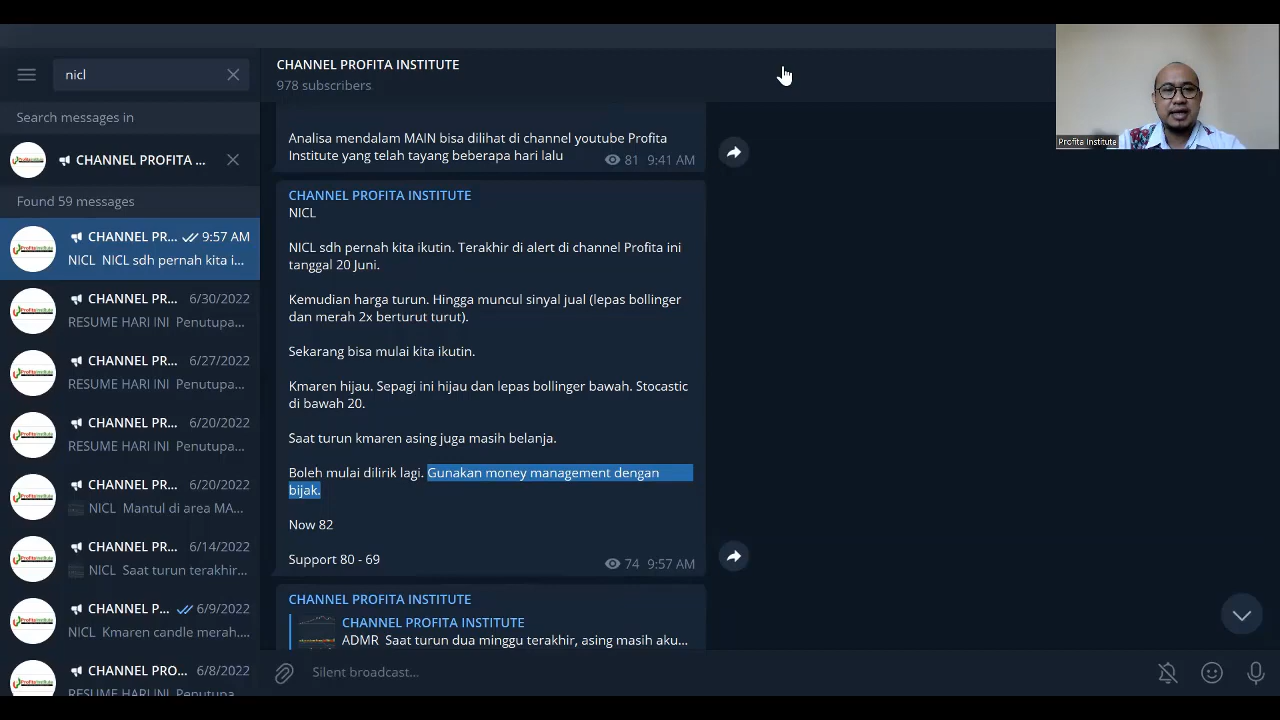 nicl
Search messages in
CHANNEL PROFITA ...
Found 59 messages
CHANNEL PR... 9:57 AM
NICL NICL sdh pernah kita i...
CHANNEL PR... 6/30/2022
RESUME HARI INI Penutupa...
CHANNEL PR... 6/27/2022
RESUME HARI INI Penutupa...
CHANNEL PR... 6/20/2022
RESUME HARI INI Penutupa...
CHANNEL PR... 6/20/2022
NICL Mantul di area MA...
CHANNEL PR... 6/14/2022
NICL Saat turun terakhir...
CHANNEL P... 6/9/2022
NICL Kmaren candle merah....
CHANNEL PRO... 6/8/2022
RESUME HARI INI Penutupa...
CHANNEL PROFITA INSTITUTE
978 subscribers
Analisa mendalam MAIN bisa dilihat di channel youtube Profita
Institute yang telah tayang beberapa hari lalu 81 9:41 AM
CHANNEL PROFITA INSTITUTE
NICL
NICL sdh pernah kita ikutin. Terakhir di alert di channel Profita ini
tanggal 20 Juni.
Kemudian harga turun. Hingga muncul sinyal jual (lepas bollinger
dan merah 2x berturut turut).
Sekarang bisa mulai kita ikutin.
Kmaren hijau. Sepagi ini hijau dan lepas bollinger bawah. Stocastic
di bawah 20.
Saat turun kmaren asing juga masih belanja.
Boleh mulai dilirik lagi. Gunakan money management dengan
bijak.
Now 82
Support 80 - 69
74 9:57 AM
CHANNEL PROFITA INSTITUTE
CHANNEL PROFITA INSTITUTE
ADMR Saat turun dua minggu terakhir, asing masih aku...
Silent broadcast...
Profita Institute